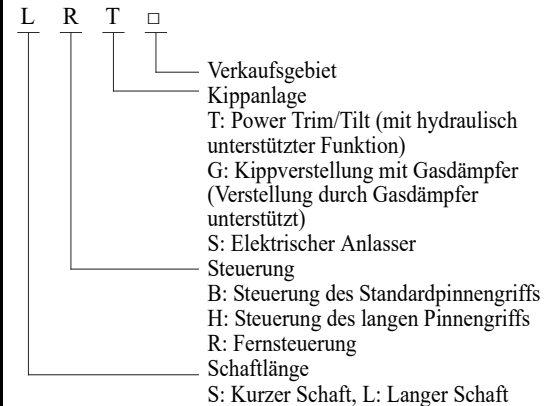 L R T □
Verkaufsgebiet
Kippanlage
T: Power Trim/Tilt (mit hydraulisch
unterstützter Funktion)
G: Kippverstellung mit Gasdämpfer
(Verstellung durch Gasdämpfer
unterstützt)
S: Elektrischer Anlasser
Steuerung
B: Steuerung des Standardpinnengriffs
H: Steuerung des langen Pinnengriffs
R: Fernsteuerung
Schaftlänge
S: Kurzer Schaft, L: Langer Schaft